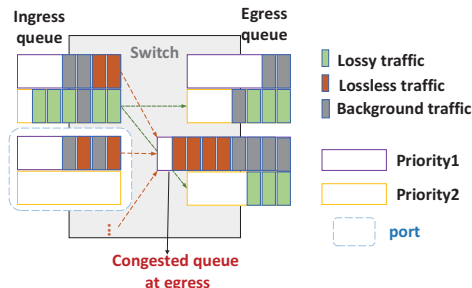 Ingress
queue
Egress
queue
Switch
Lossy traffic
Lossless traffic
Background traffic
Priority1
Priority2
port
Congested queue
at egress